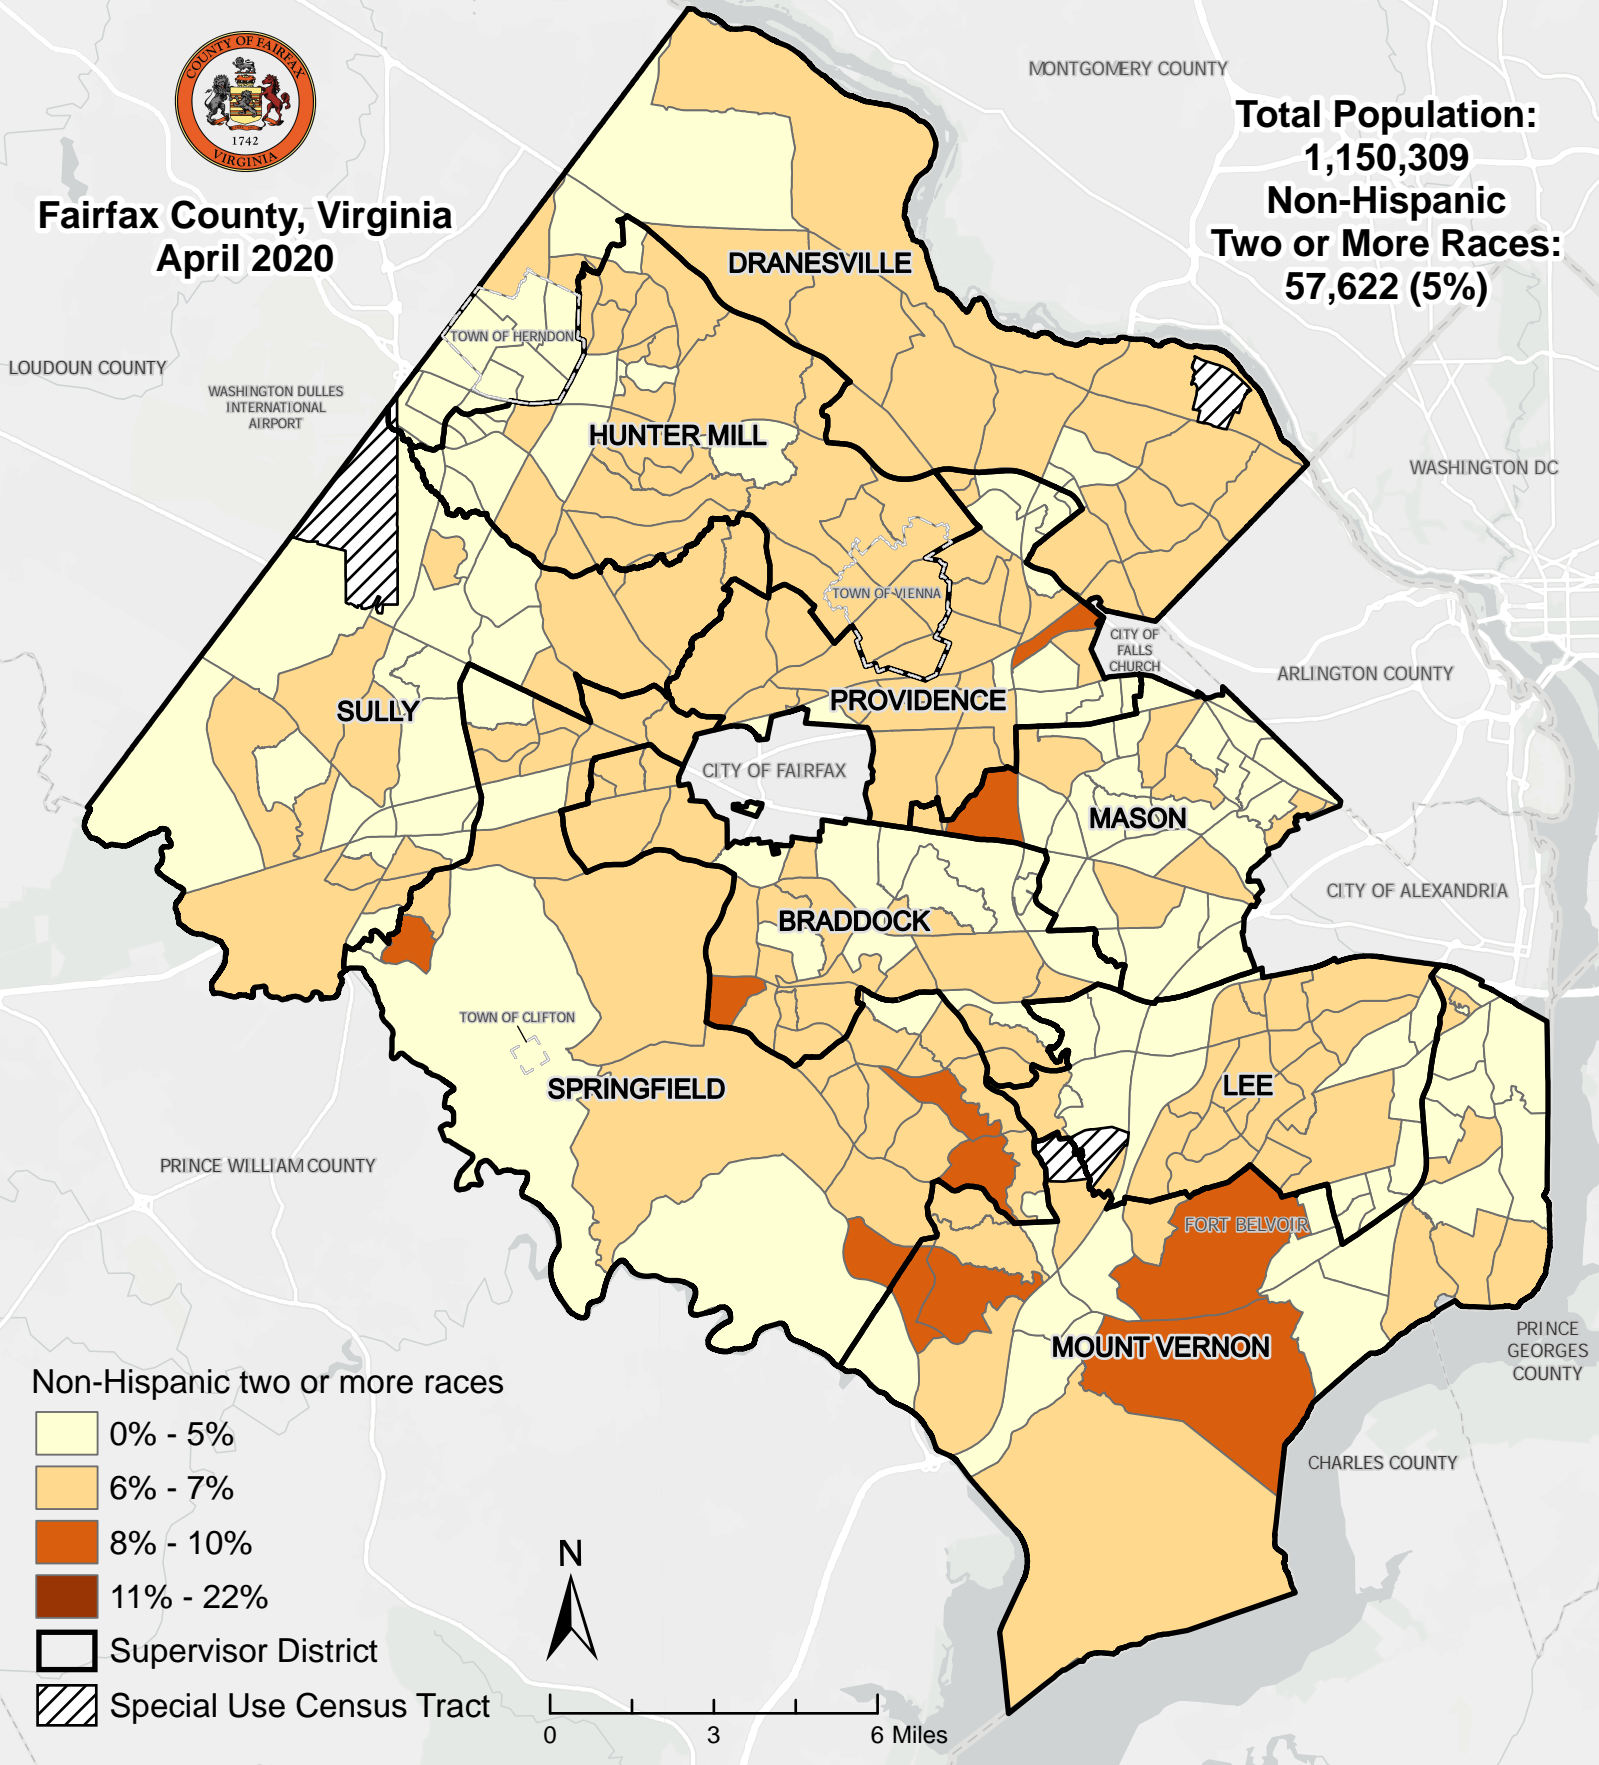 COUNTY OF FAIRFAX
1742
VIRGINIA
Fairfax County, Virginia
April 2020
MONTGOMERY COUNTY
Total Population:
1,150,309
Non-Hispanic
Two or More Races:
57,622 (5%)
DRANESVILLE
TOWN OF HERNDON
LOUDOUN COUNTY
WASHINGTON DULLES
INTERNATIONAL
AIRPORT
HUNTER MILL
WASHINGTON DC
TOWN OF VIENNA
CITY OF
FALLS
CHURCH
ARLINGTON COUNTY
SULLY
PROVIDENCE
CITY OF FAIRFAX
MASON
CITY OF ALEXANDRIA
BRADDOCK
TOWN OF CLIFTON
SPRINGFIELD
LEE
PRINCE WILLIAM COUNTY
FORT BELVOIR
MOUNT VERNON
PRINCE
GEORGES
COUNTY
CHARLES COUNTY
Non-Hispanic two or more races
0% - 5%
6% - 7%
8% - 10%
11% - 22%
Supervisor District
Special Use Census Tract
N
0 3 6 Miles